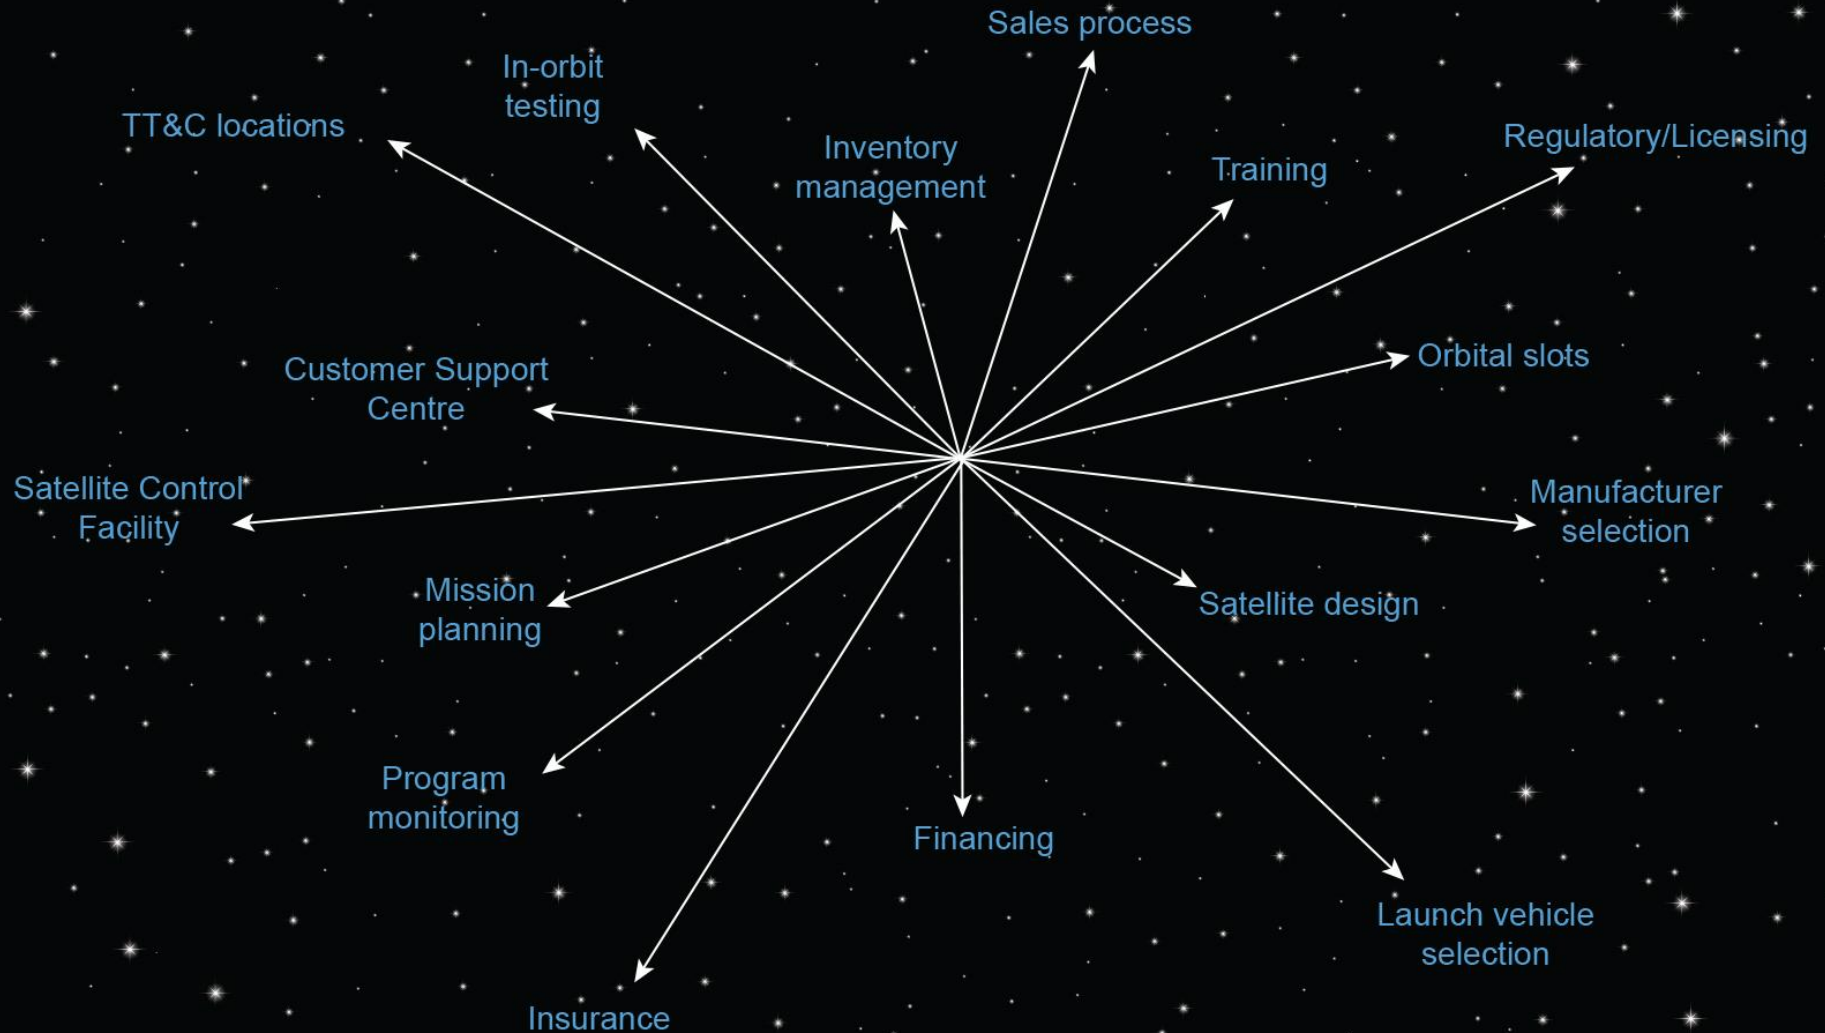 Sales process
In-orbit
testing
TT&C locations
Inventory
management
Training
Regulatory/Licensing
Customer Support
Centre
Orbital slots
Satellite Control
Facility
Manufacturer
selection
Mission
planning
Satellite design
Program
monitoring
Financing
Launch vehicle
selection
Insurance